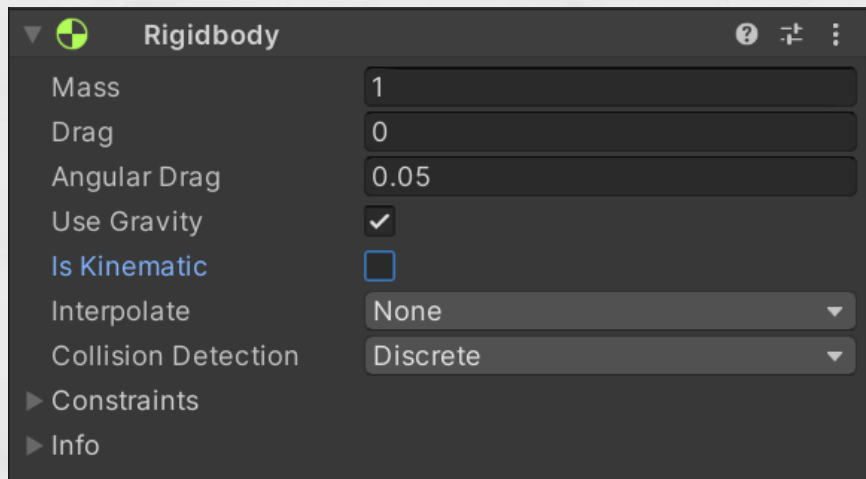 Rigidbody
Mass 1
Drag 0
Angular Drag 0.05
Use Gravity
Is Kinematic
Interpolate None
Collision Detection Discrete
Constraints
Info